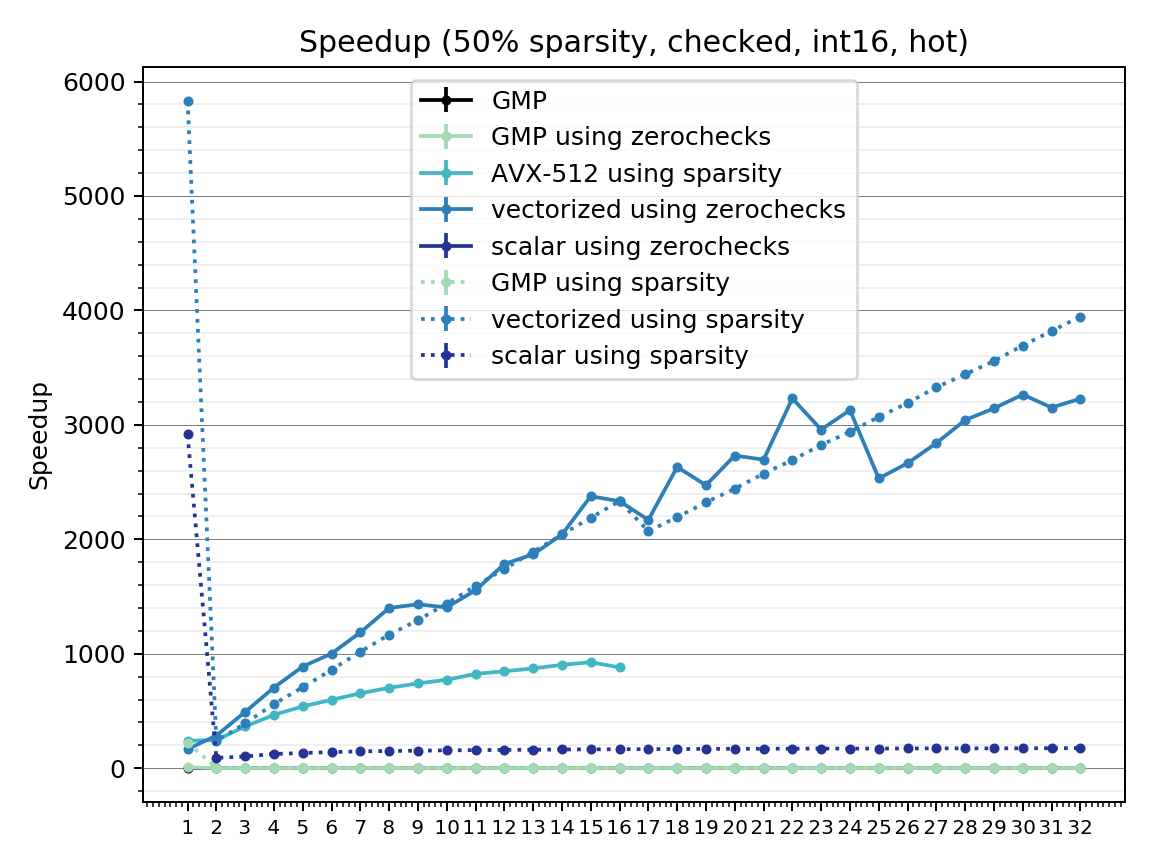 Speedup (50% sparsity, checked, int16, hot)
6000
5000
4000
3000
2000
1000
0
Speedup
GMP
GMP using zerochecks
AVX-512 using sparsity
vectorized using zerochecks
scalar using zerochecks
GMP using sparsity
vectorized using sparsity
scalar using sparsity
1 2 3 4 5 6 7 8 9 10 11 12 13 14 15 16 17 18 19 20 21 22 23 24 25 26 27 28 29 30 31 32